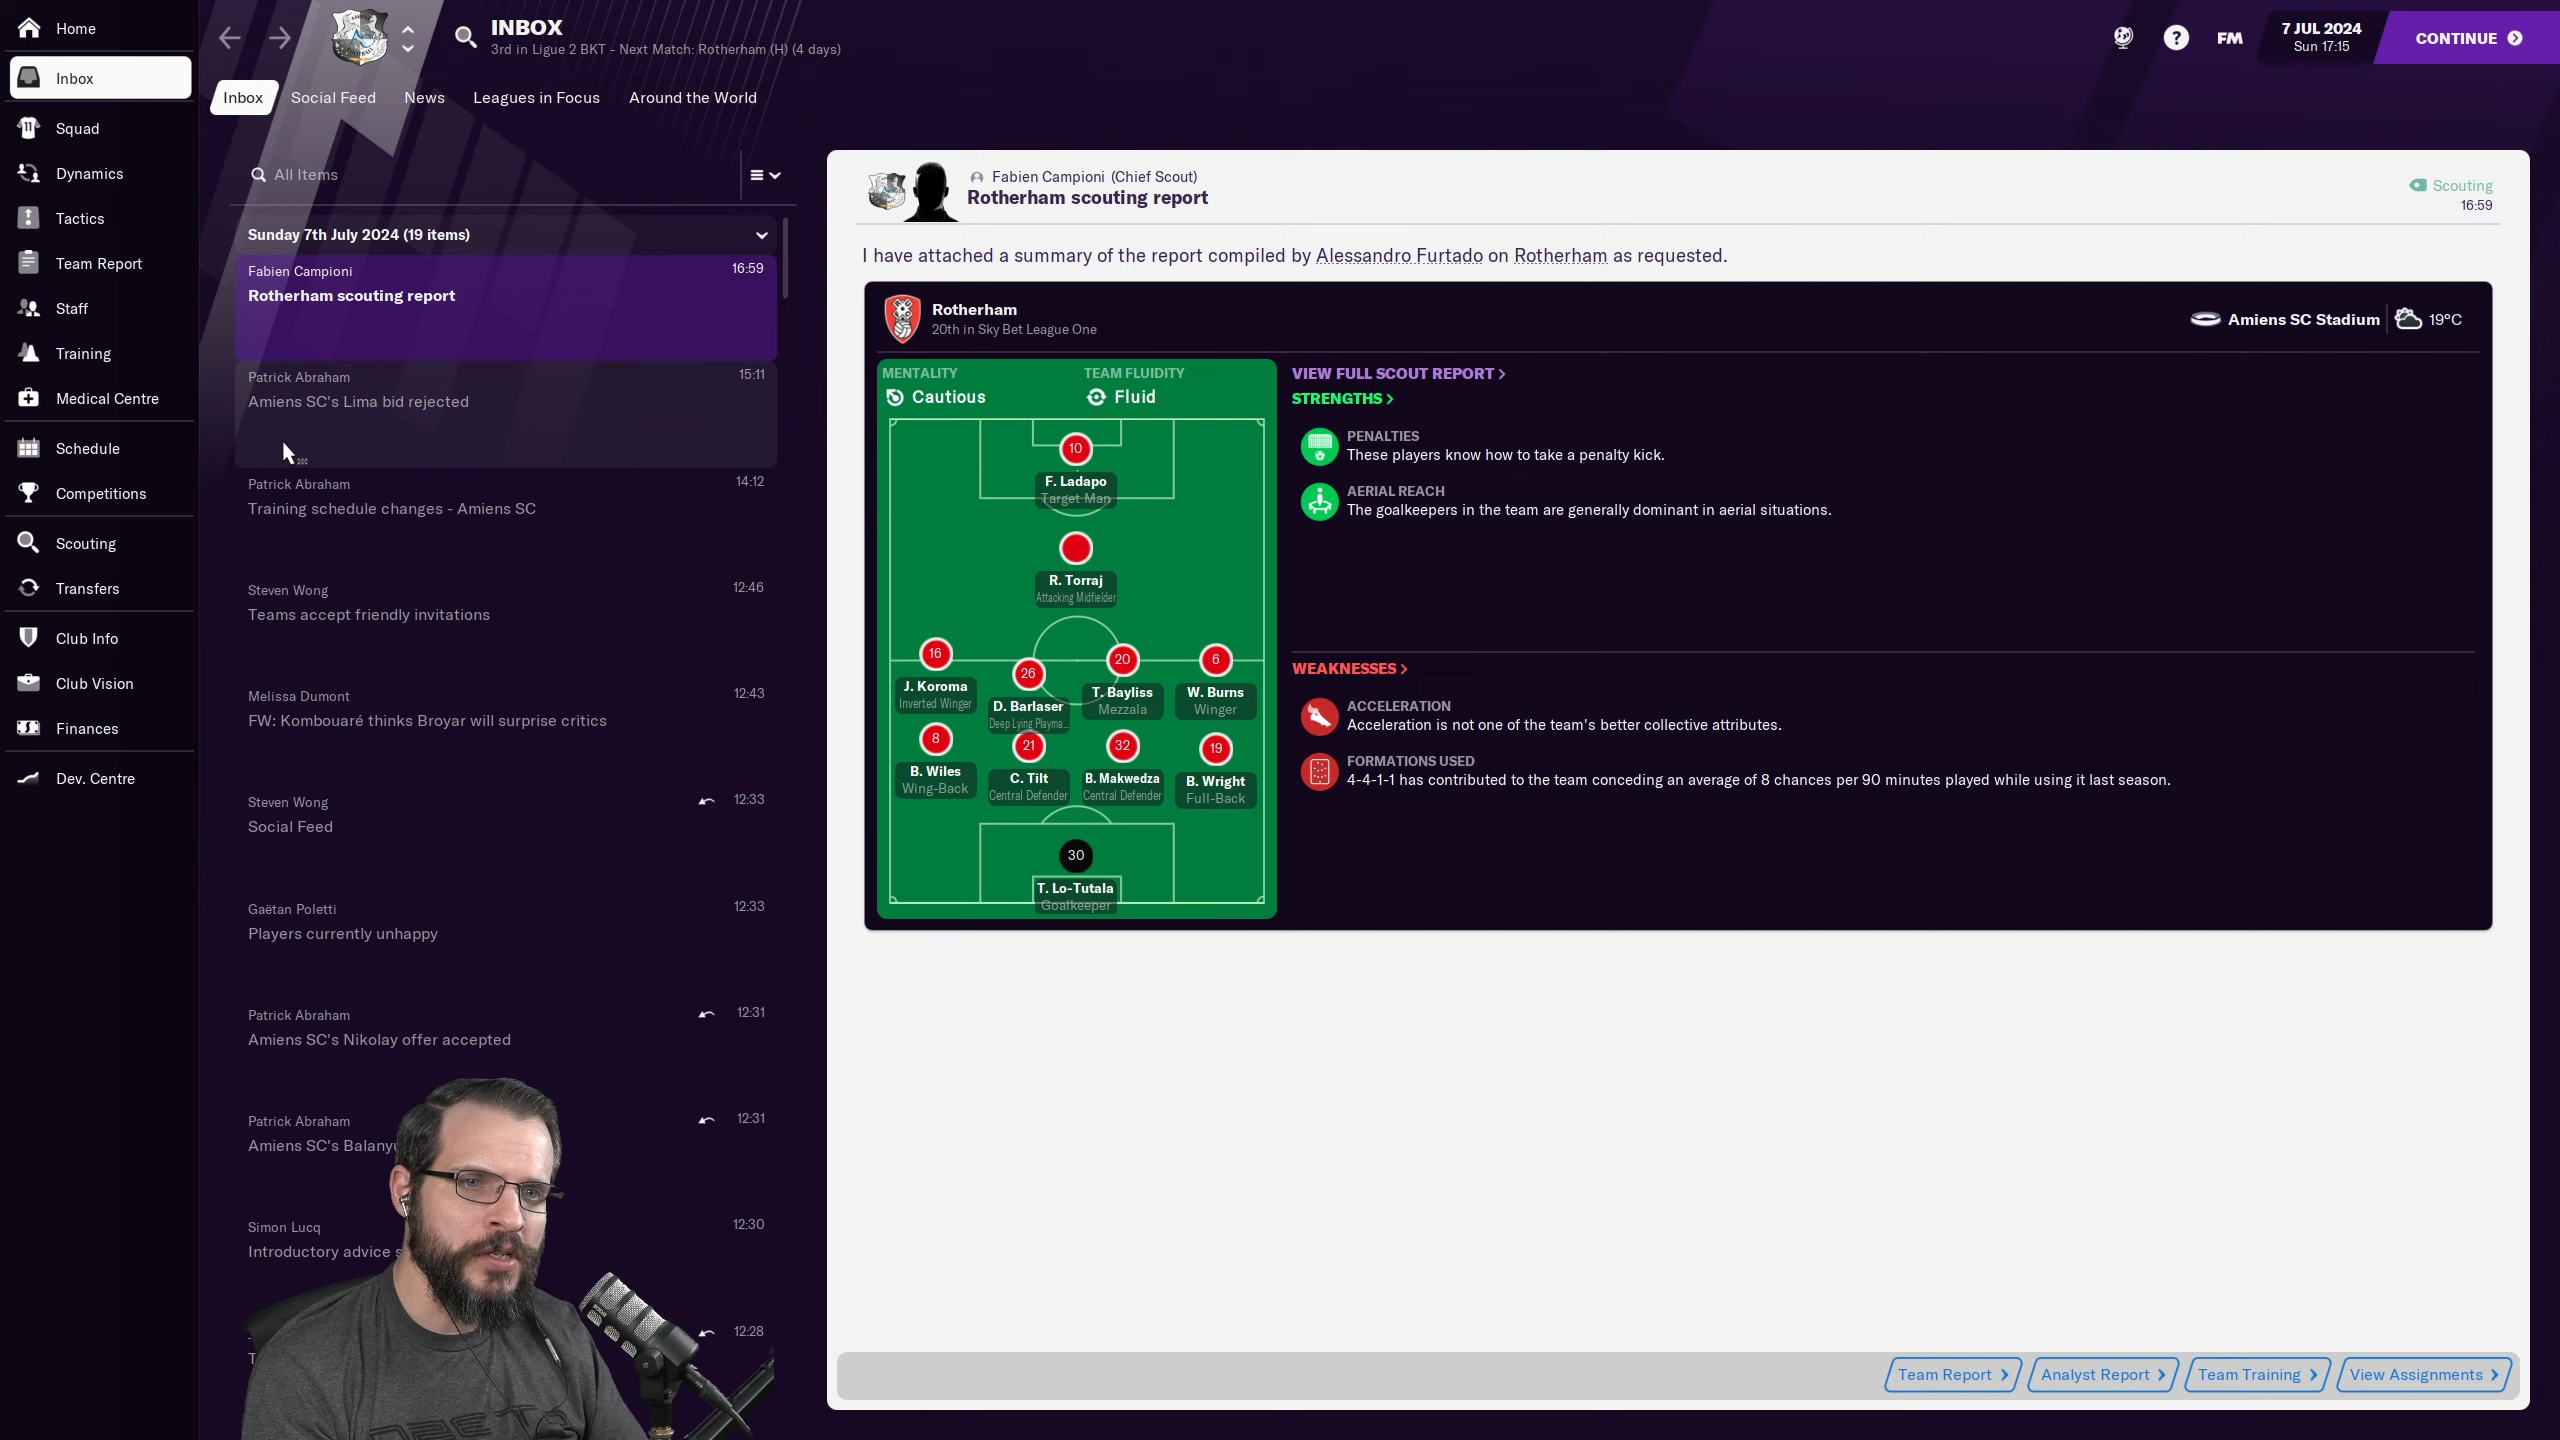 Home
Inbox
Squad
Dynamics
Tactics
Team Report
Staff
Training
Medical Centre
Schedule
Competitions
Scouting
Transfers
Club Info
Club Vision
Finances
Dev. Centre
INBOX
3rd in Ligue 2 BKT - Next Match: Rotherham (H) (4 days)
FM
7 JUL 2024
Sun 17:15
CONTINUE
Inbox
Social Feed
News
Leagues in Focus
Around the World
All Items
Sunday 7th July 2024 (19 items)
Fabien Campioni
16:59
Rotherham scouting report
Patrick Abraham
15:11
Amiens SC's Lima bid rejected
Patrick Abraham
14:12
Training schedule changes - Amiens SC
Steven Wong
12:46
Teams accept friendly invitations
Melissa Dumont
12:43
FW: Kombouaré thinks Broyar will surprise critics
Steven Wong
12:33
Social Feed
Gaëtan Poletti
12:33
Players currently unhappy
Patrick Abraham
12:31
Amiens SC's Nikolay offer accepted
Patrick Abraham
12:31
Amiens SC's
Simon Lucq
12:30
Introductory advice
12:28
Fabien Campioni (Chief Scout)
Rotherham scouting report
Scouting
16:59
I have attached a summary of the report compiled by Alessandro Furtado on Rotherham as requested.
Rotherham
20th in Sky Bet League One
Amiens SC Stadium
19°C
MENTALITY
Cautious
TEAM FLUIDITY
Fluid
10
F. Ladapo
Target Man
R. Torraj
Attacking Midfielder
16
J. Koroma
Inverted Winger
26
D. Barlaser
Deep Lying Playma...
20
T. Bayliss
Mezzala
6
W. Burns
Winger
8
B. Wiles
Wing-Back
21
C. Tilt
Central Defender
32
B. Makwedza
Central Defender
19
B. Wright
Full-Back
30
T. Lo-Tutala
Goalkeeper
VIEW FULL SCOUT REPORT
STRENGTHS
PENALTIES
These players know how to take a penalty kick.
AERIAL REACH
The goalkeepers in the team are generally dominant in aerial situations.
WEAKNESSES
ACCELERATION
Acceleration is not one of the team's better collective attributes.
FORMATIONS USED
4-4-1-1 has contributed to the team conceding an average of 8 chances per 90 minutes played while using it last season.
Team Report
Analyst Report
Team Training
View Assignments